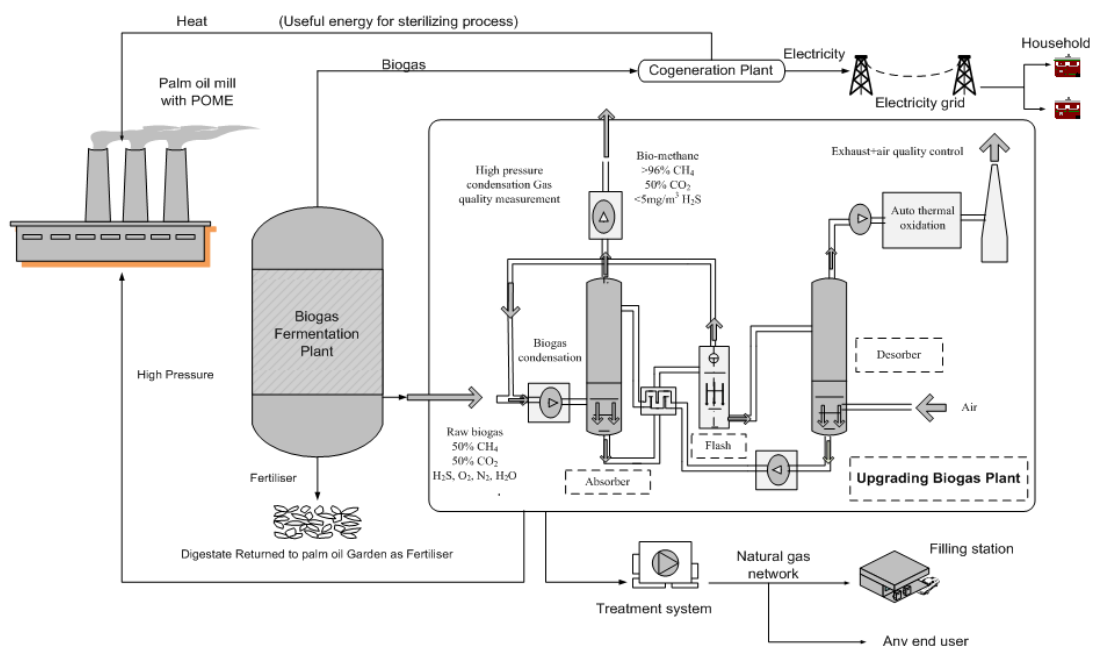 Heat (Useful energy for sterilizing process)
Biogas
Cogeneration Plant
Electricity
Electricity grid
Household
Palm oil mill
with POME
High pressure
condensation Gas
quality measurement
Bio-methane
>96% CH₄
50% CO₂
<5mg/m³ H₂S
Exhaust+air quality control
Auto thermal
oxidation
Biogas
Fermentation
Plant
Biogas
condensation
Desorber
High Pressure
Air
Raw biogas
50% CH₄
50% CO₂
H₂S, O₂, N₂, H₂O
Flash
Absorber
Upgrading Biogas Plant
Fertiliser
Digestate Returned to palm oil Garden as Fertiliser
Treatment system
Natural gas
network
Filling station
Any end user